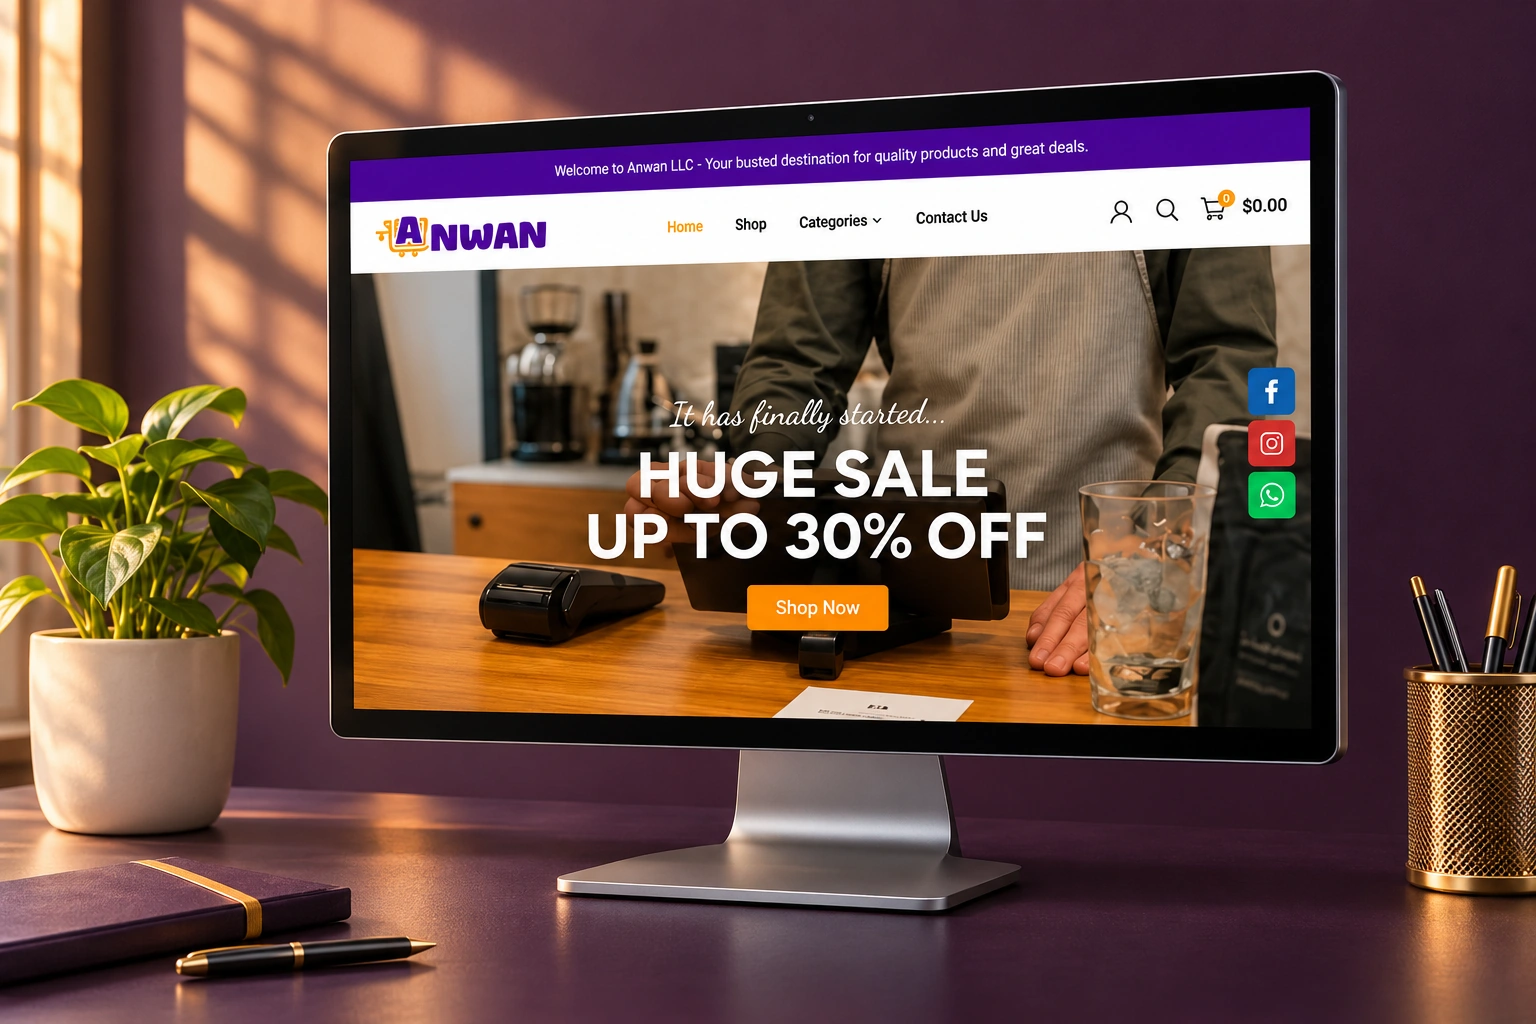 Welcome to Anwan LLC - Your busted destination for quality products and great deals.
ANWAN
Home
Shop
Categories
Contact Us
0
$0.00
It has finally started...
HUGE SALE
UP TO 30% OFF
Shop Now